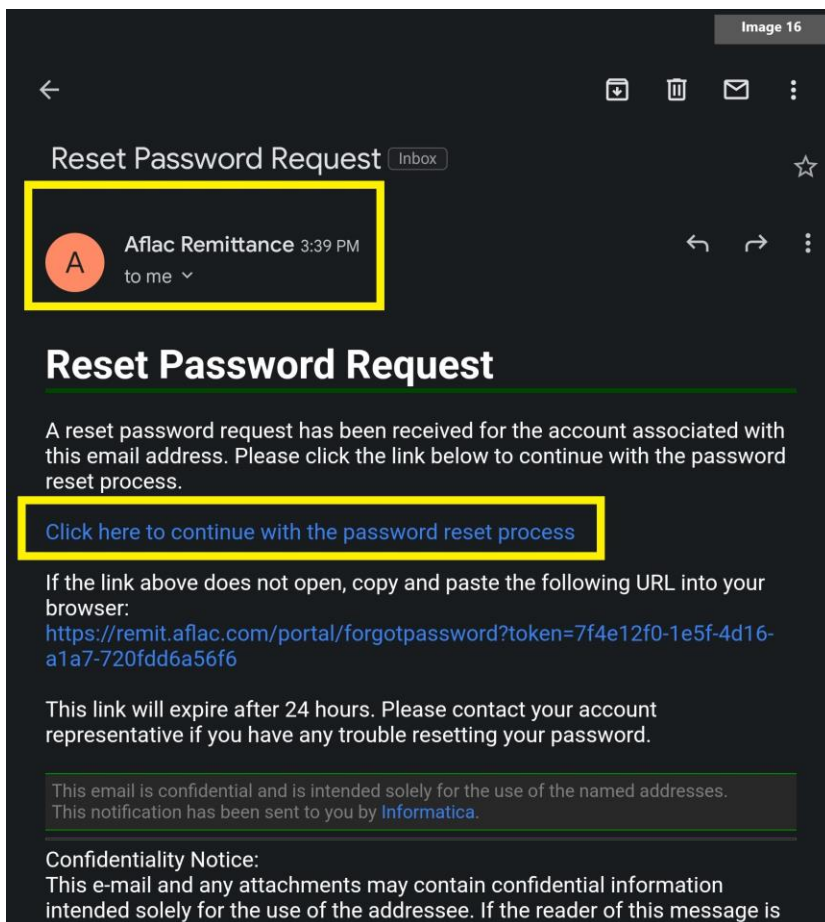 Image 16
Reset Password Request Inbox
A
Aflac Remittance 3:39 PM
to me
Reset Password Request
A reset password request has been received for the account associated with
this email address. Please click the link below to continue with the password
reset process.
Click here to continue with the password reset process
If the link above does not open, copy and paste the following URL into your
browser:
https://remit.aflac.com/portal/forgotpassword?token=7f4e12f0-1e5f-4d16-
a1a7-720fdd6a56f6
This link will expire after 24 hours. Please contact your account
representative if you have any trouble resetting your password.
This email is confidential and is intended solely for the use of the named addresses.
This notification has been sent to you by Informatica.
Confidentiality Notice:
This e-mail and any attachments may contain confidential information
intended solely for the use of the addressee. If the reader of this message is